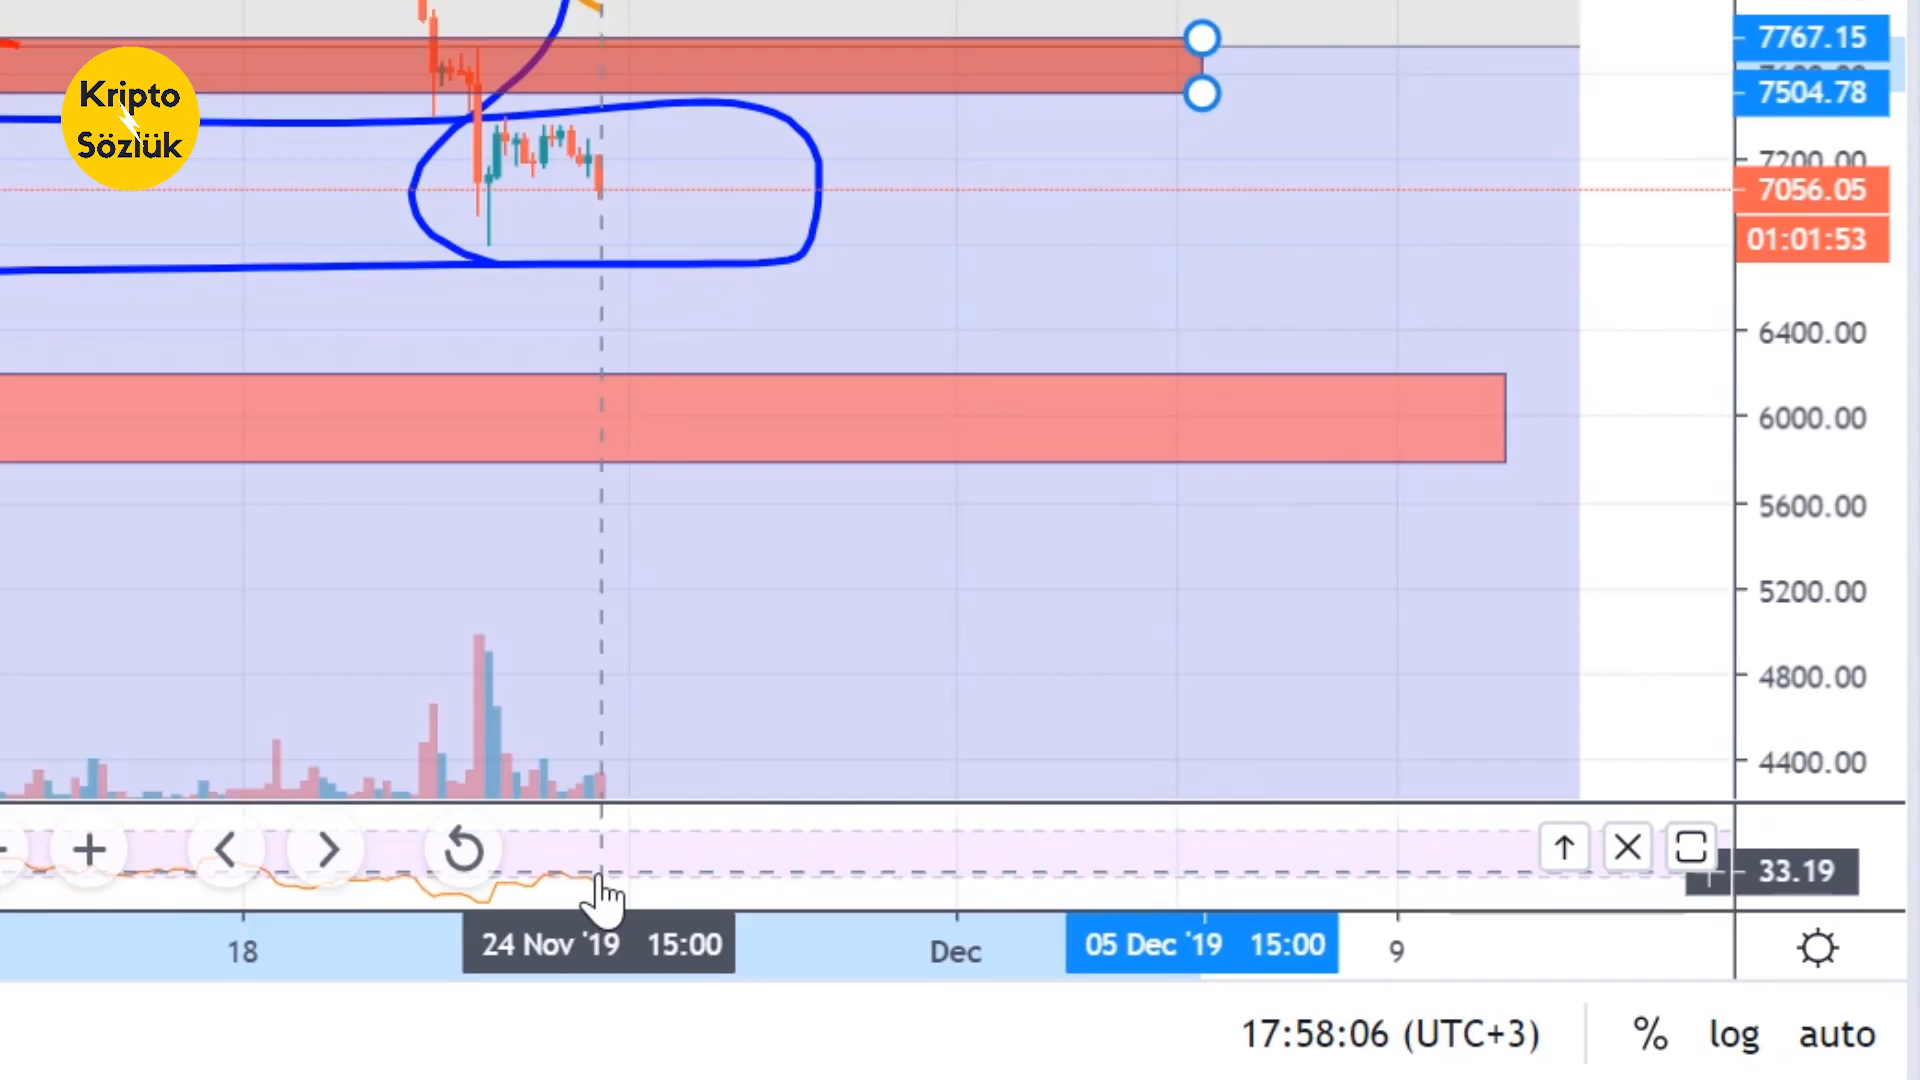 Kripto
Sözlük
7767.15
7504.78
7200.00
7056.05
01:01:53
6400.00
6000.00
5600.00
5200.00
4800.00
4400.00
33.19
18
24 Nov '19 15:00
Dec
05 Dec '19 15:00
9
17:58:06 (UTC+3)
%
log
auto